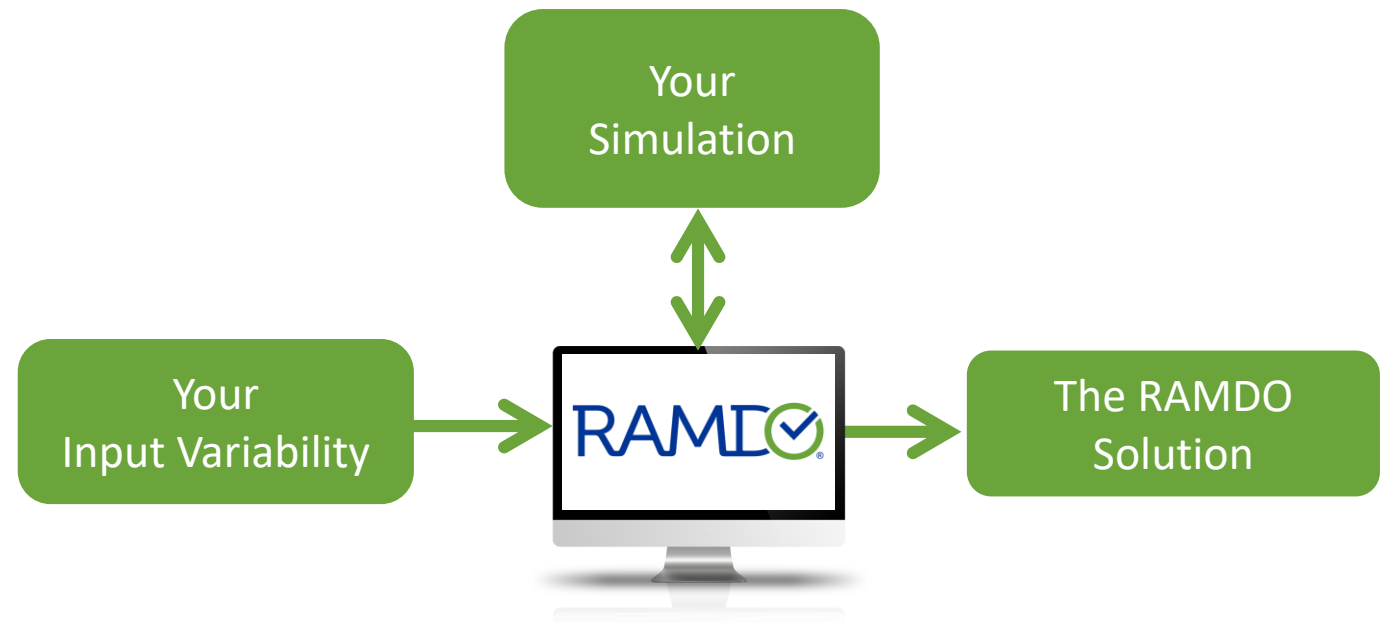 Your
Simulation
Your
Input Variability
RAMDO®
The RAMDO
Solution